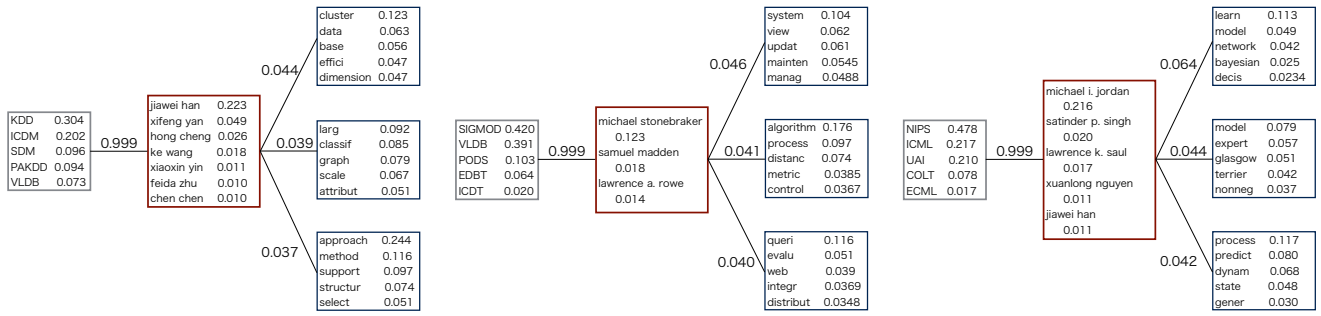 KDD 0.304
ICDM 0.202
SDM 0.096
PAKDD 0.094
VLDB 0.073
0.999
jiawei han 0.223
xifeng yan 0.049
hong cheng 0.026
ke wang 0.018
xiaoxin yin 0.011
feida zhu 0.010
chen chen 0.010
0.044
cluster 0.123
data 0.063
base 0.056
effici 0.047
dimension 0.047
0.039
larg 0.092
classif 0.085
graph 0.079
scale 0.067
attribut 0.051
0.037
approach 0.244
method 0.116
support 0.097
structur 0.074
select 0.051
SIGMOD 0.420
VLDB 0.391
PODS 0.103
EDBT 0.064
ICDT 0.020
0.999
michael stonebraker
0.123
samuel madden
0.018
lawrence a. rowe
0.014
0.046
system 0.104
view 0.062
updat 0.061
mainten 0.0545
manag 0.0488
0.041
algorithm 0.176
process 0.097
distanc 0.074
metric 0.0385
control 0.0367
0.040
queri 0.116
evalu 0.051
web 0.039
integr 0.0369
distribut 0.0348
NIPS 0.478
ICML 0.217
UAI 0.210
COLT 0.078
ECML 0.017
0.999
michael i. jordan
0.216
satinder p. singh
0.020
lawrence k. saul
0.017
xuanlong nguyen
0.011
jiawei han
0.011
0.064
learn 0.113
model 0.049
network 0.042
bayesian 0.025
decis 0.0234
0.044
model 0.079
expert 0.057
glasgow 0.051
terrier 0.042
nonneg 0.037
0.042
process 0.117
predict 0.080
dynam 0.068
state 0.048
gener 0.030